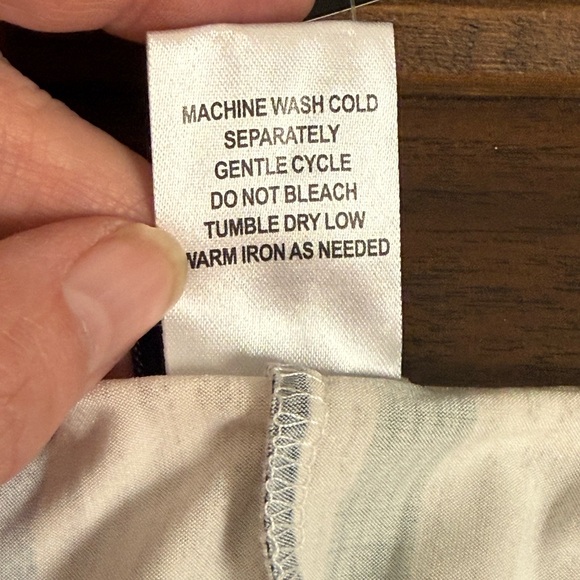 MACHINE WASH COLD
SEPARATELY
GENTLE CYCLE
DO NOT BLEACH
TUMBLE DRY LOW
WARM IRON AS NEEDED